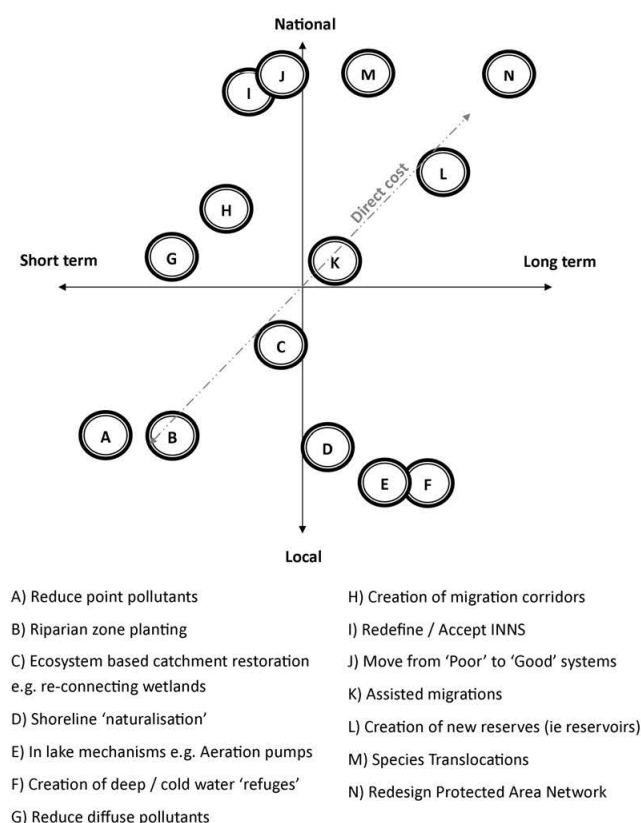 National
J
M
N
I
Direct cost
L
H
Short term
G
K
Long term
C
A
B
D
E
F
Local
A) Reduce point pollutants
B) Riparian zone planting
C) Ecosystem based catchment restoration
e.g. re-connecting wetlands
D) Shoreline ‘naturalisation’
E) In lake mechanisms e.g. Aeration pumps
F) Creation of deep / cold water ‘refuges’
G) Reduce diffuse pollutants
H) Creation of migration corridors
I) Redefine / Accept INNS
J) Move from ‘Poor’ to ‘Good’ systems
K) Assisted migrations
L) Creation of new reserves (ie reservoirs)
M) Species Translocations
N) Redesign Protected Area Network